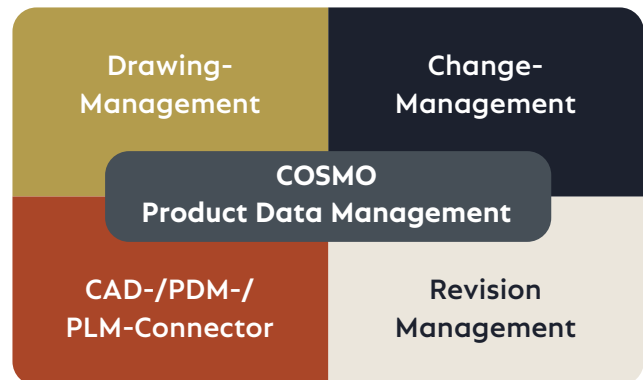 Drawing-
Management
Change-
Management
COSMO
Product Data Management
CAD-/PDM-/
PLM-Connector
Revision
Management